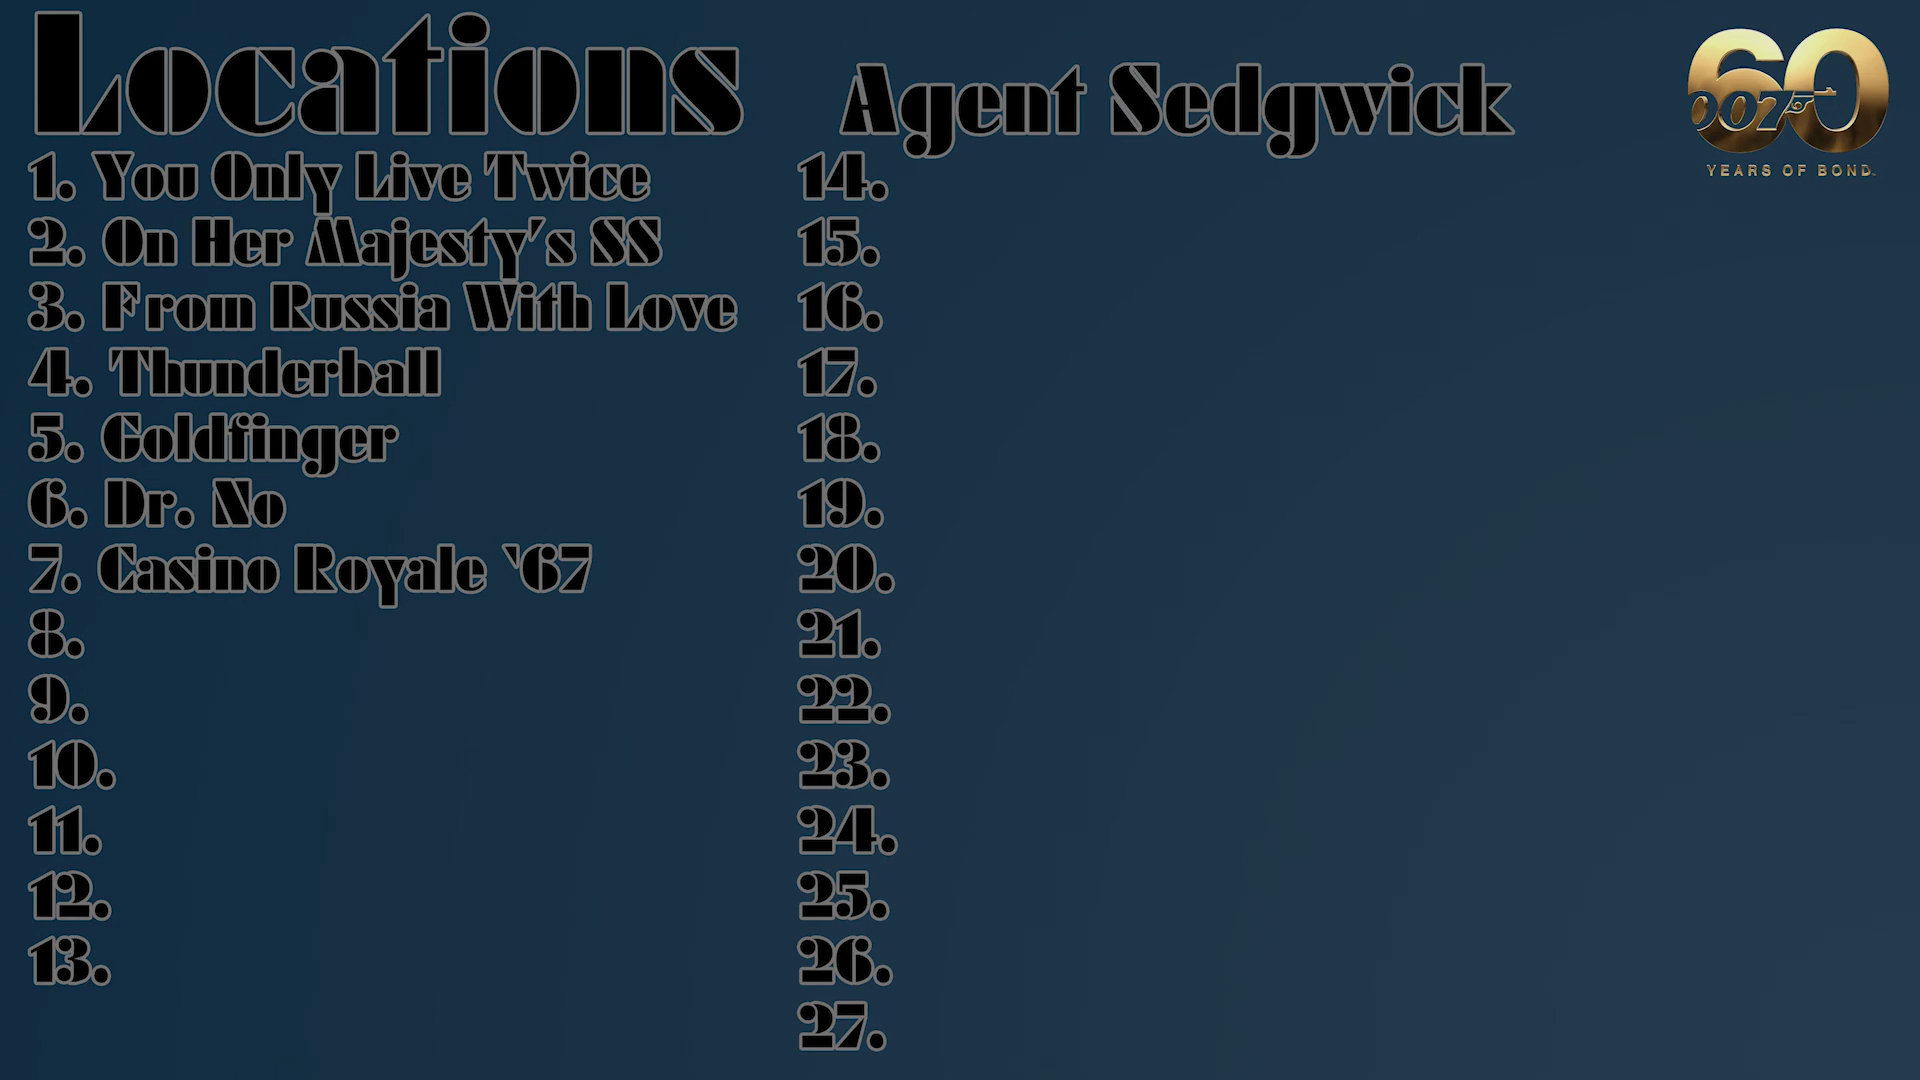 Locations
Agent Sedgwick
1. You Only Live Twice
2. On Her Majesty's SS
3. From Russia With Love
4. Thunderball
5. Goldfinger
6. Dr. No
7. Casino Royale '67
8.
9.
10.
11.
12.
13.
14.
15.
16.
17.
18.
19.
20.
21.
22.
23.
24.
25.
26.
27.
60
007
YEARS OF BOND